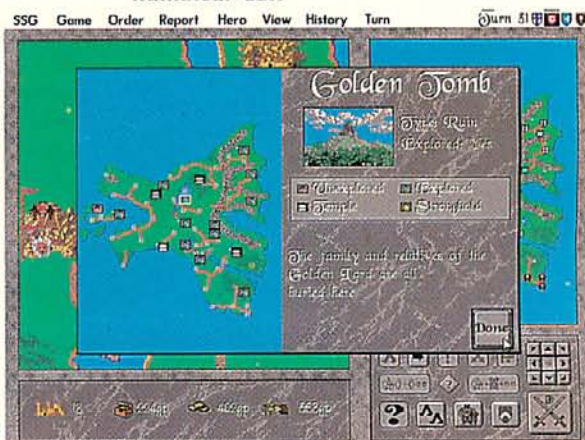 SSG Game Order Report Hero View History Turn Turn 31
Golden Tomb
Type: Ruin
Explored: Yes
Unexplored Explored
Temple Stronghold
The family and relatives of the
Golden Lord are all
buried here
Done